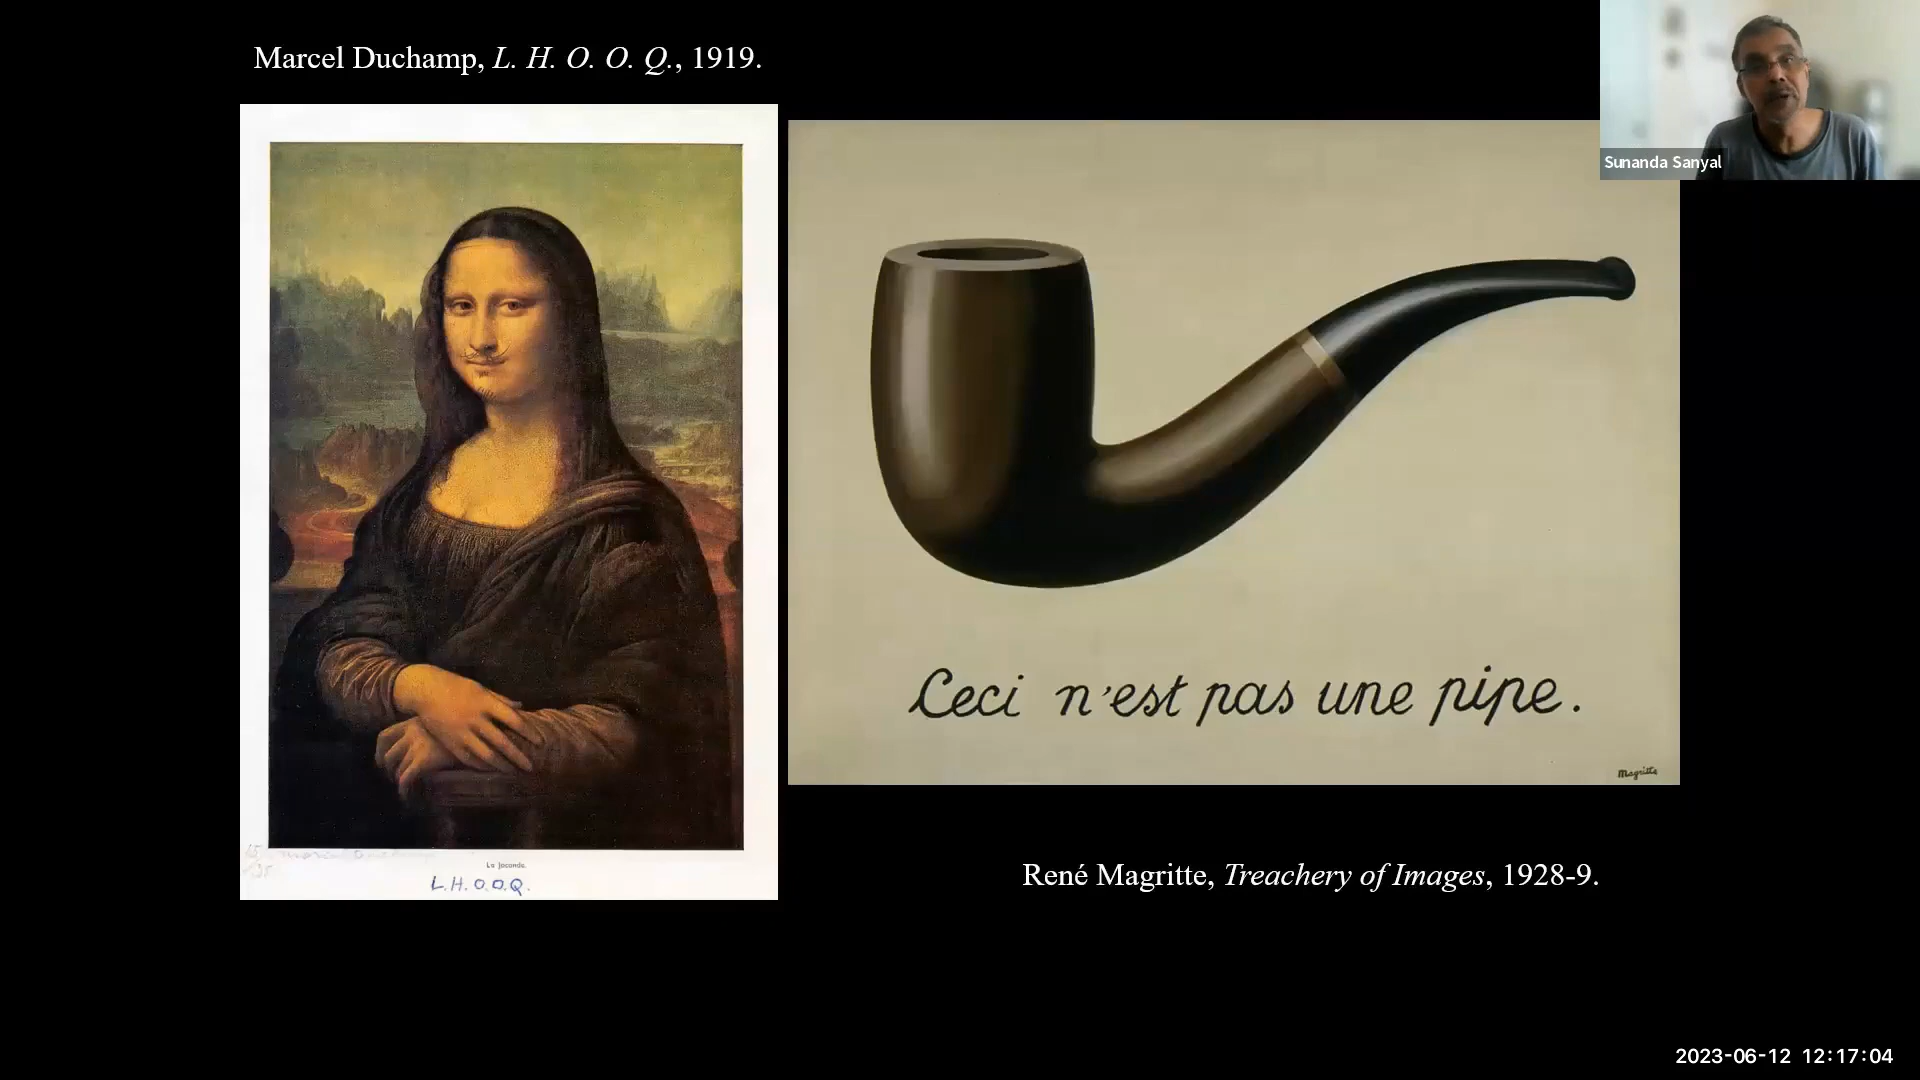 Marcel Duchamp, L. H. O. O. Q., 1919.
Sunanda Sanyal
Ceci n'est pas une pipe.
Magritte
La Joconde.
L.H.O.O.Q.
René Magritte, Treachery of Images, 1928-9.
2023-06-12 12:17:04